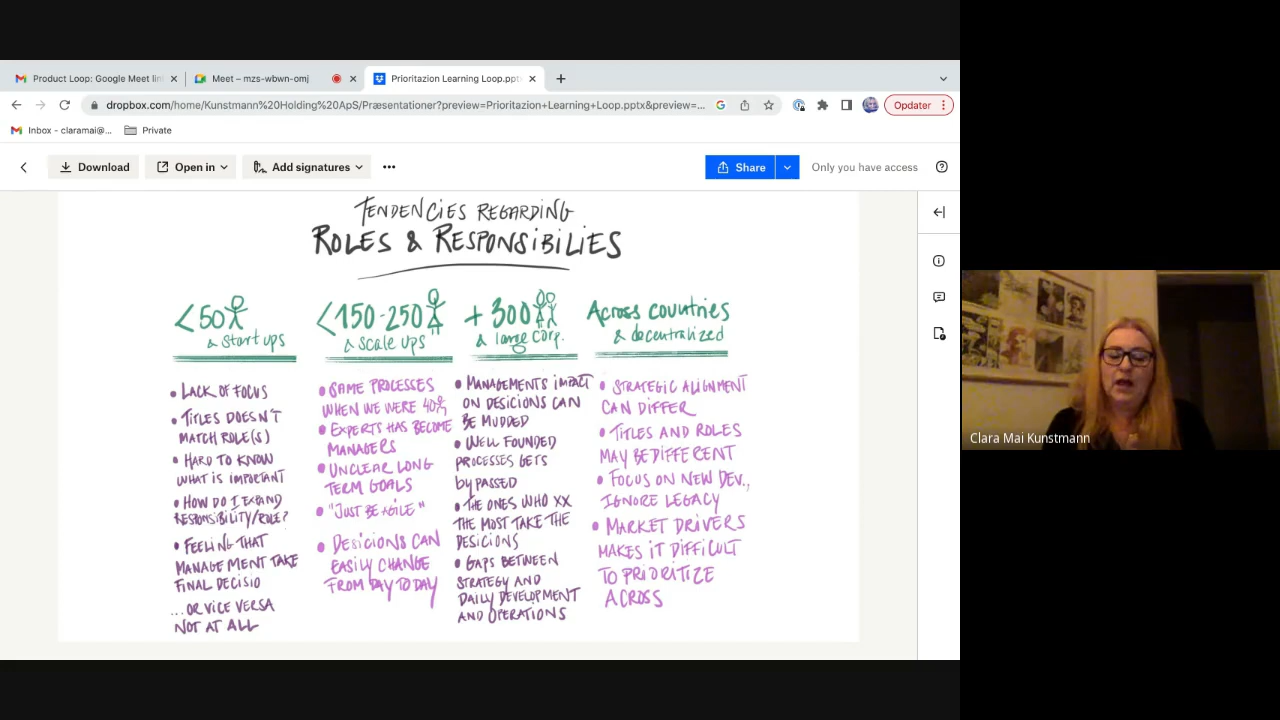 Product Loop: Google Meet lin
Meet – mzs-wbwn-omj
Prioritazion Learning Loop.pptx
dropbox.com/home/Kunstmann%20Holding%20ApS/Præsentationer?preview=Prioritazion+Learning+Loop.pptx&preview=...
Opdater
Inbox - claramai@...
Private
Download
Open in
Add signatures
Share
Only you have access
TENDENCIES REGARDING
ROLES & RESPONSIBILIES
<50
& startups
• LACK OF FOCUS
• TITLES DOESN'T
MATCH ROLE(S)
• HARD TO KNOW
WHAT IS IMPORTANT
• HOW DO I EXPAND
RESPONSIBILITY/ROLE?
• FEELING THAT
MANAGEMENT TAKE
FINAL DECISIO
... OR VICE VERSA
NOT AT ALL
<150-250
& scale ups"
• SAME PROCESSES
WHEN WE WERE 40%
• EXPERTS HAS BECOME
MANAGERS
• UNCLEAR LONG
TERM GOALS
• "JUST BE AGILE"
• DESICIONS CAN
EASILY CHANGE
FROM DAY TO DAY
+300
& large corp.
• MANAGEMENTS IMPACT
ON DESICIONS CAN
BE MUDDED
• WELL FOUNDED
PROCESSES GETS
by PASSED
• THE ONES WHO XX
THE MOST TAKE THE
DESICIONS
• GAPS BETWEEN
STRATEGY AND
DAILY DEVELOPMENT
AND OPERATIONS
Across countries
& decentralized
• STRATEGIC ALIGNMENT
CAN DIFFER
• TITLES AND ROLES
MAY BE DIFFERENT
• FOCUS ON NEW DEV.,
IGNORE LEGACY
• MARKET DRIVERS
MAKES IT DIFFICULT
TO PRIORITIZE
ACROSS
Clara Mai Kunstmann